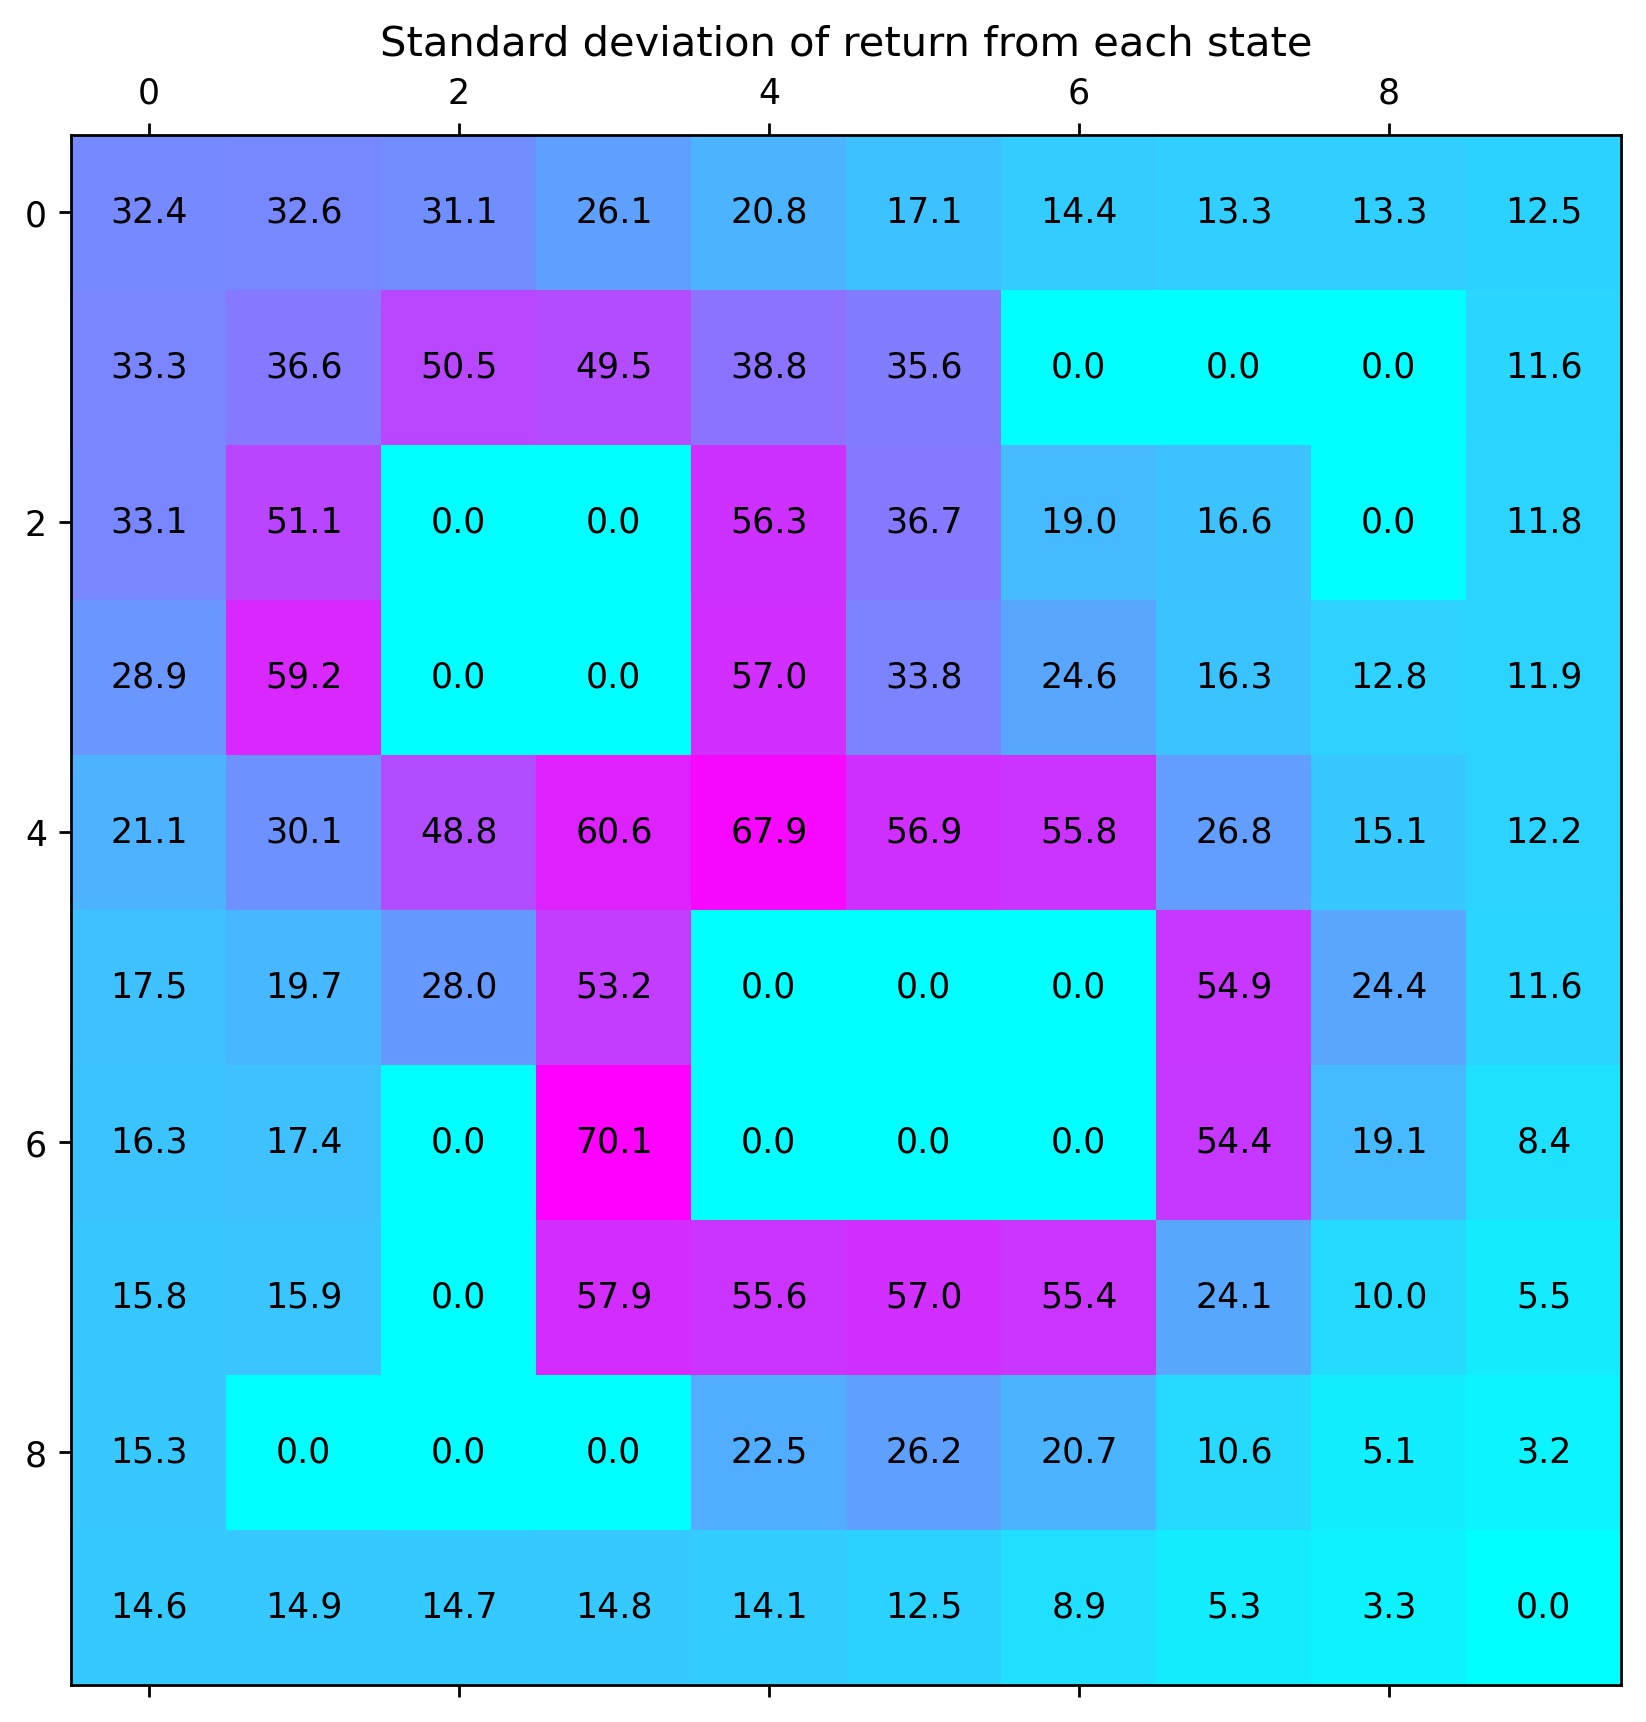 Standard deviation of return from each state
0 2 4 6 8
0 32.4 32.6 31.1 26.1 20.8 17.1 14.4 13.3 13.3 12.5
33.3 36.6 50.5 49.5 38.8 35.6 0.0 0.0 0.0 11.6
2 33.1 51.1 0.0 0.0 56.3 36.7 19.0 16.6 0.0 11.8
28.9 59.2 0.0 0.0 57.0 33.8 24.6 16.3 12.8 11.9
4 21.1 30.1 48.8 60.6 67.9 56.9 55.8 26.8 15.1 12.2
17.5 19.7 28.0 53.2 0.0 0.0 0.0 54.9 24.4 11.6
6 16.3 17.4 0.0 70.1 0.0 0.0 0.0 54.4 19.1 8.4
15.8 15.9 0.0 57.9 55.6 57.0 55.4 24.1 10.0 5.5
8 15.3 0.0 0.0 0.0 22.5 26.2 20.7 10.6 5.1 3.2
14.6 14.9 14.7 14.8 14.1 12.5 8.9 5.3 3.3 0.0